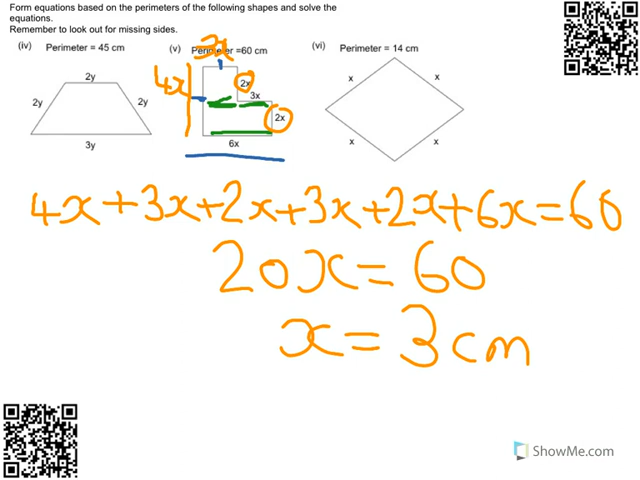 Form equations based on the perimeters of the following shapes and solve the
equations.
Remember to look out for missing sides.
(iv) Perimeter = 45 cm (v) Perimeter =60 cm (vi) Perimeter = 14 cm
3x
2y
4x
2x
x x
2y 2y
3x
2x
x x
3y
6x
4x+3x+2x+3x+2x+6x=60
20x=60
x=3cm
ShowMe.com